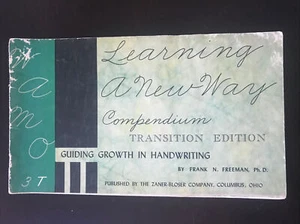 Learning
A New Way
Compendium
TRANSITION EDITION
GUIDING GROWTH IN HANDWRITING
BY FRANK N. FREEMAN, PH.D.
PUBLISHED BY THE ZANER-BLOSER COMPANY, COLUMBUS, OHIO
a
m
O
3 T